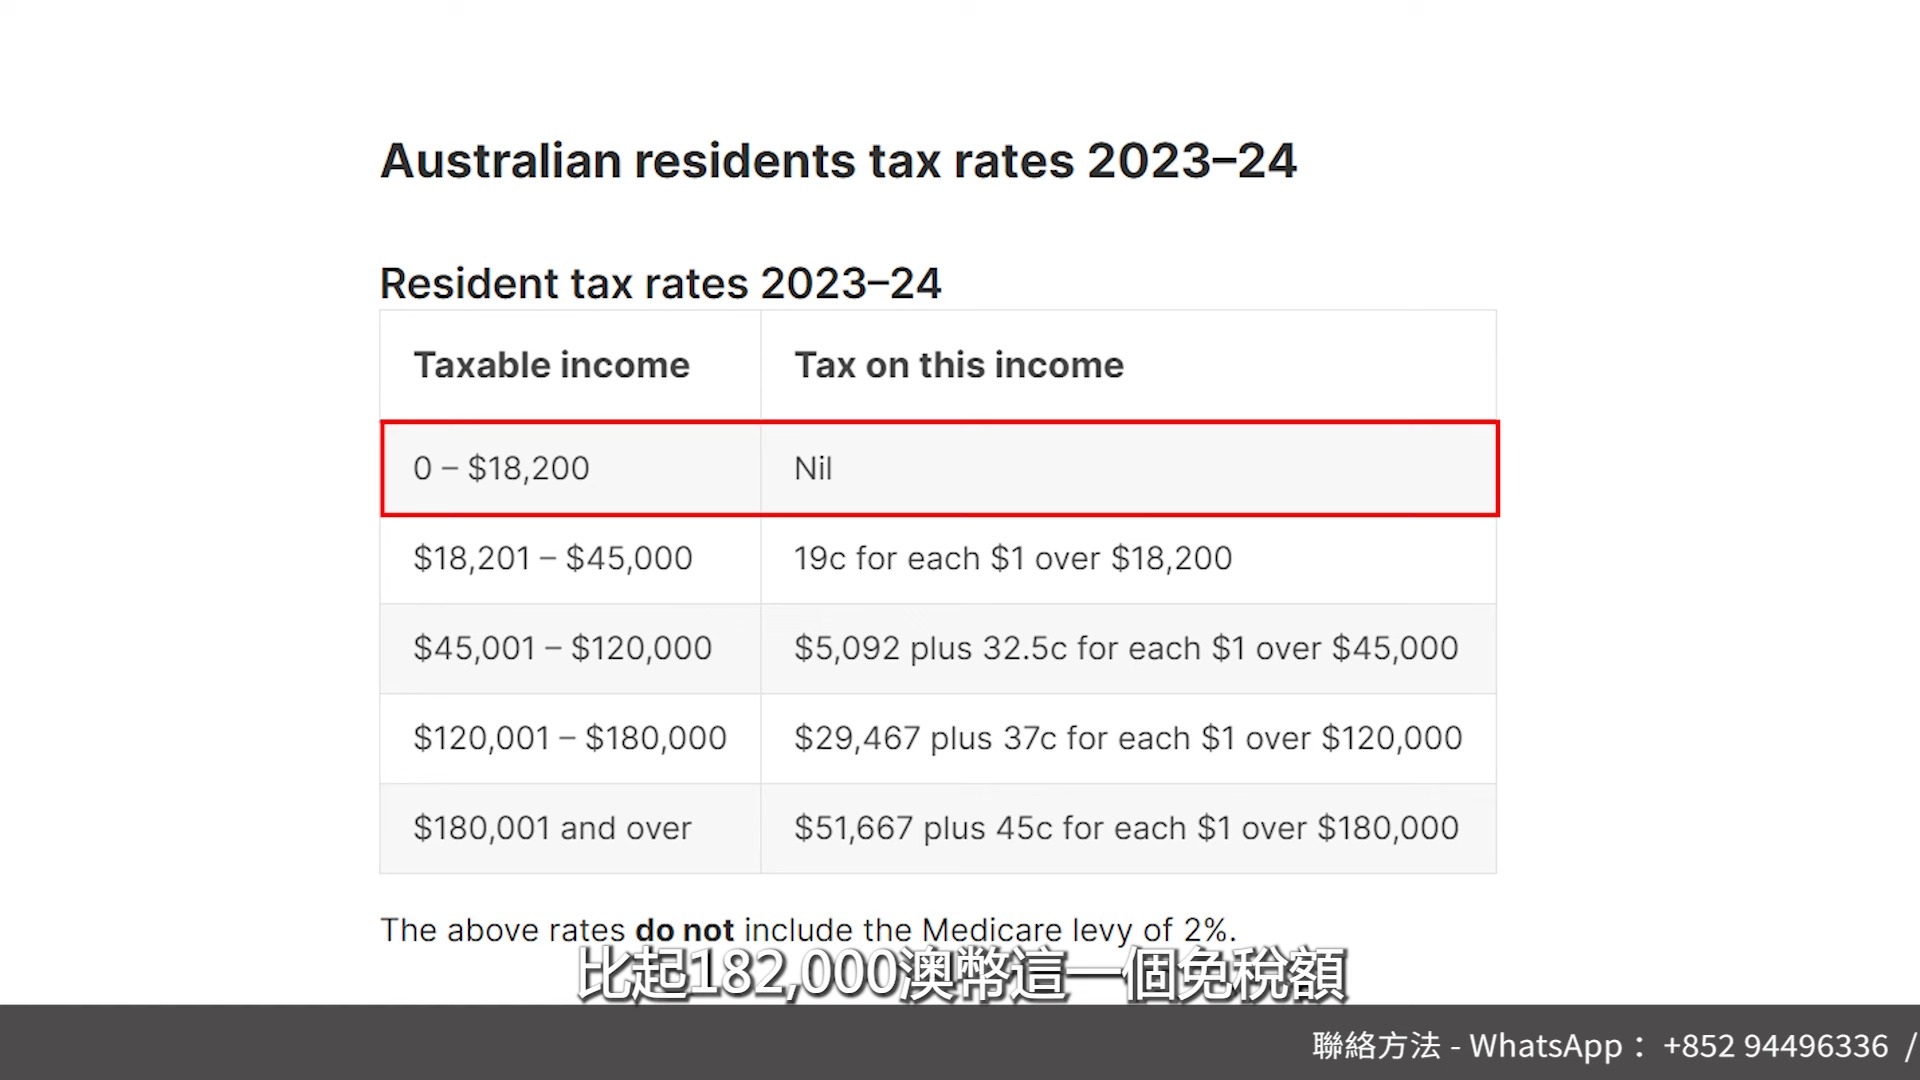 Australian residents tax rates 2023–24
Resident tax rates 2023–24
Taxable income Tax on this income
0 – $18,200 Nil
$18,201 – $45,000 19c for each $1 over $18,200
$45,001 – $120,000 $5,092 plus 32.5c for each $1 over $45,000
$120,001 – $180,000 $29,467 plus 37c for each $1 over $120,000
$180,001 and over $51,667 plus 45c for each $1 over $180,000
The above rates do not include the Medicare levy of 2%.
比起182,000澳幣這一個免稅額
聯絡方法 - WhatsApp： +852 94496336 /